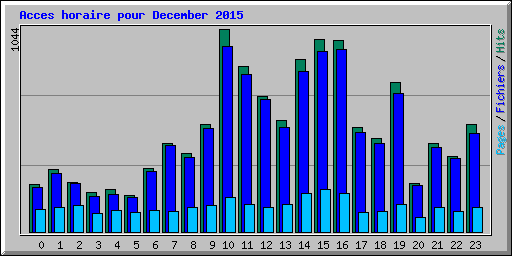 Acces horaire pour December 2015
1044
Pages / Fichiers / Hits
0 1 2 3 4 5 6 7 8 9 10 11 12 13 14 15 16 17 18 19 20 21 22 23